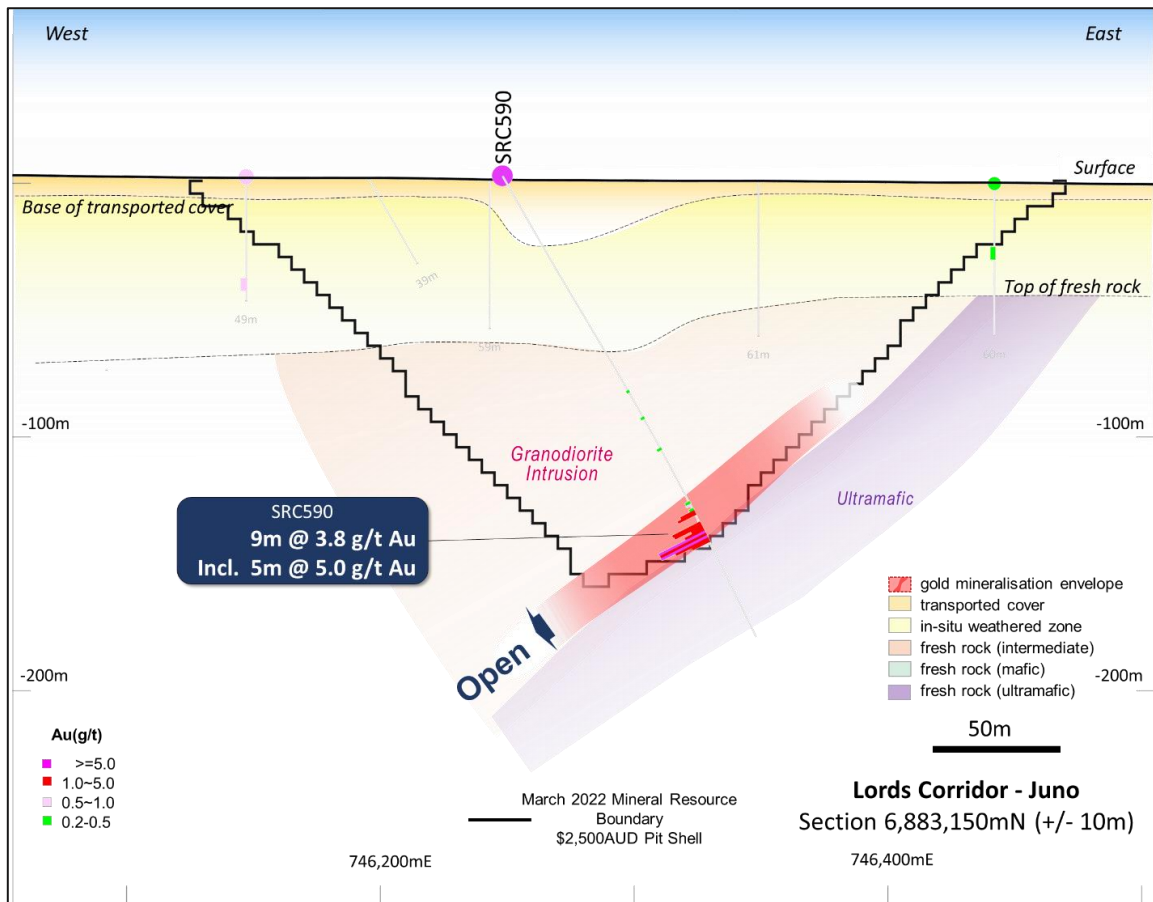 West
East
SRC590
Surface
Base of transported cover
39m
Top of fresh rock
49m
59m
61m
60m
-100m
-100m
Granodiorite
Intrusion
Ultramafic
SRC590
9m @ 3.8 g/t Au
Incl. 5m @ 5.0 g/t Au
Open
gold mineralisation envelope
transported cover
in-situ weathered zone
fresh rock (intermediate)
fresh rock (mafic)
fresh rock (ultramafic)
-200m
-200m
50m
Au(g/t)
>=5.0
1.0~5.0
0.5~1.0
0.2-0.5
March 2022 Mineral Resource
Boundary
$2,500AUD Pit Shell
Lords Corridor - Juno
Section 6,883,150mN (+/- 10m)
746,200mE
746,400mE